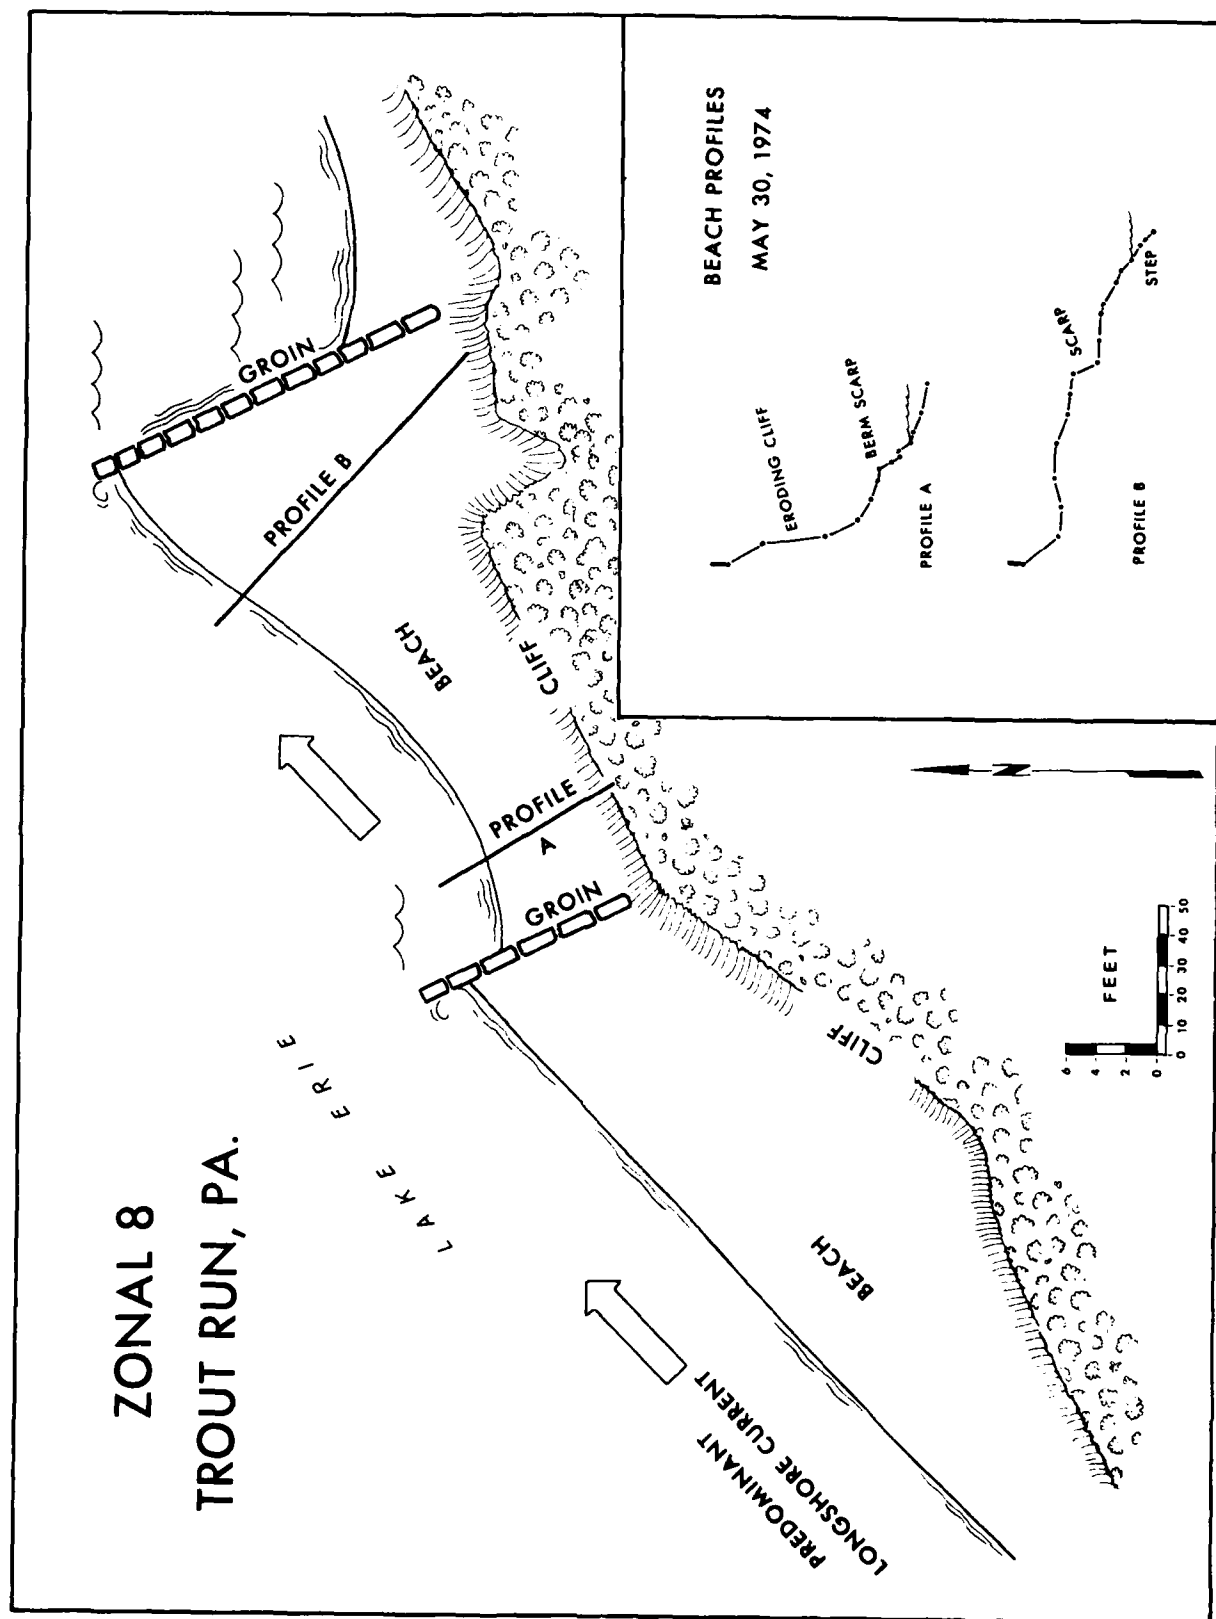 ZONAL 8
TROUT RUN, PA.
LAKE ERIE
PREDOMINANT
LONGSHORE CURRENT
BEACH
CLIFF
GROIN
PROFILE
A
BEACH
CLIFF
PROFILE B
GROIN
FEET
6
4
2
0
0 10 20 30 40 50
N
BEACH PROFILES
MAY 30, 1974
ERODING CLIFF
BERM SCARP
PROFILE A
SCARP
STEP
PROFILE B